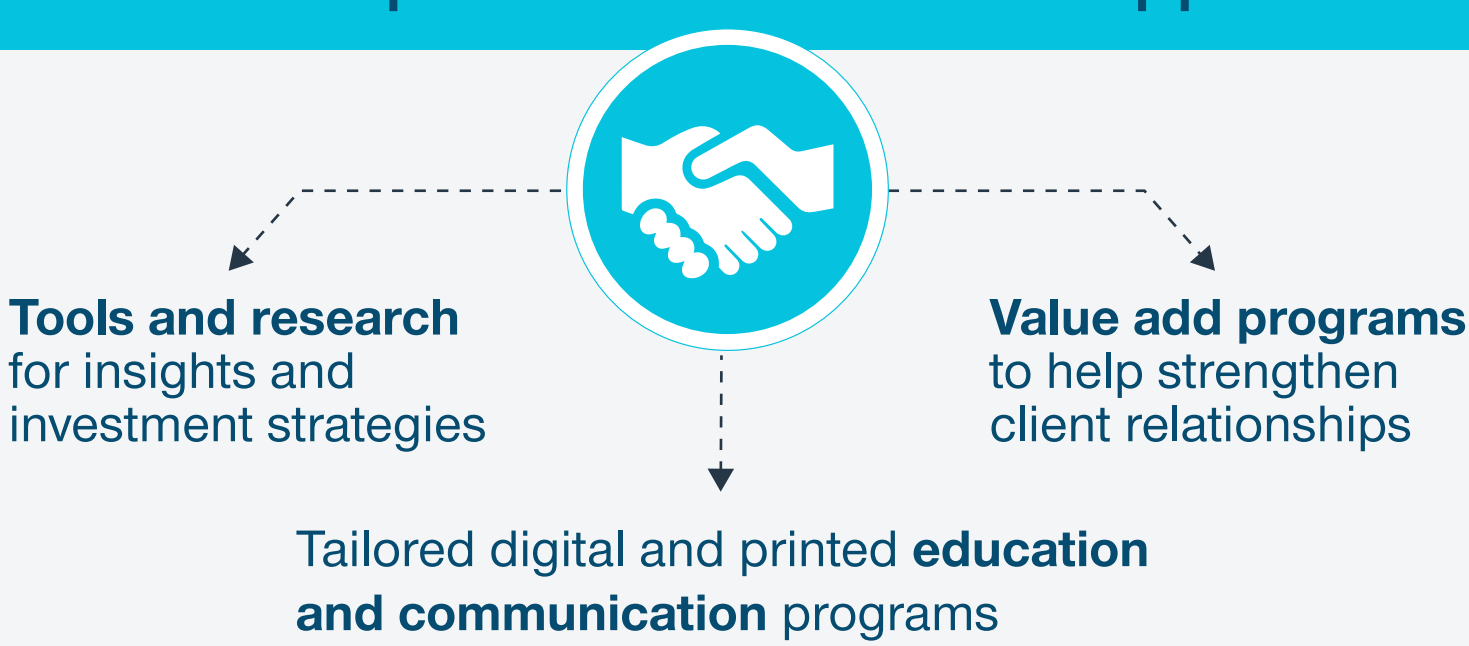 Tools and research
for insights and
investment strategies
Value add programs
to help strengthen
client relationships
Tailored digital and printed education
and communication programs